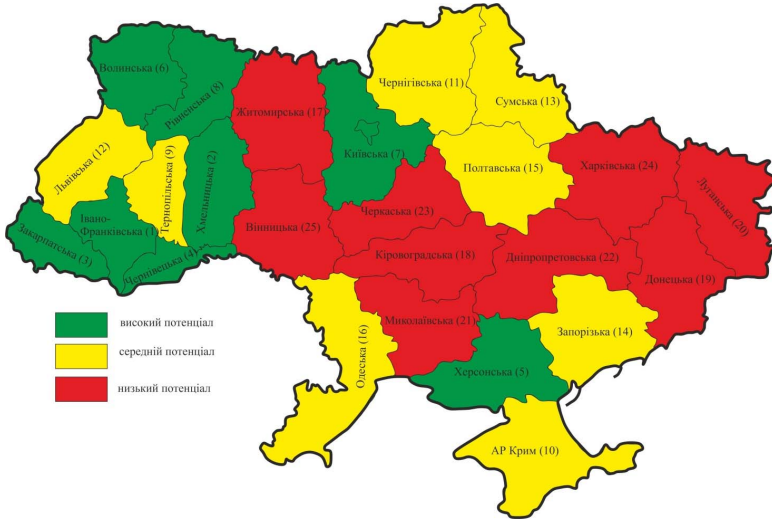 Волинська (6)
Рівненська (8)
Житомирська (17)
Чернігівська (11)
Сумська (13)
Київська (7)
Львівська (12)
Тернопільська (9)
Хмельницька (2)
Полтавська (15)
Харківська (24)
Луганська (20)
Івано-
Франківська (1)
Закарпатська (3)
Чернівецька (4)
Вінницька (25)
Черкаська (23)
Кіровоградська (18)
Дніпропретовська (22)
Донецька (19)
Миколаївська (21)
Одеська (16)
Херсонська (5)
Запорізька (14)
АР Крим (10)
високий потенціал
середній потенціал
низький потенціал